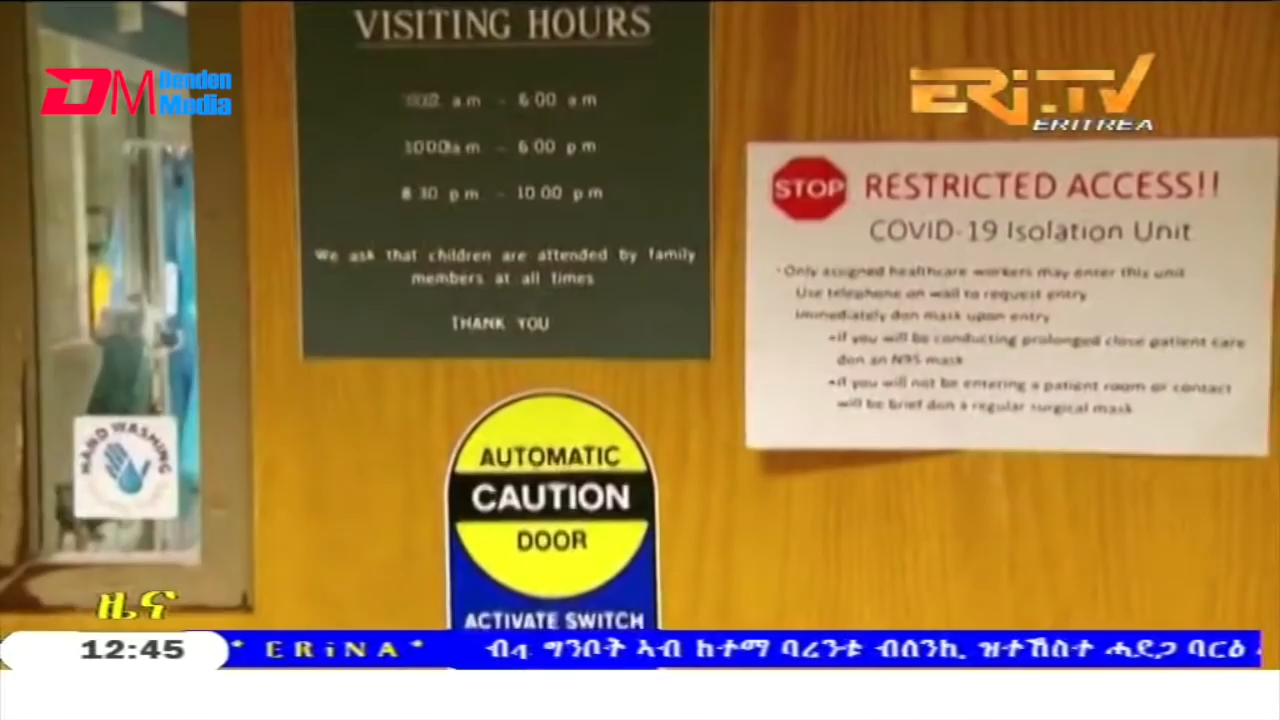 DM Denden Media
ERi-TV
ERITREA
VISITING HOURS
a.m - 6:00 a m
a m - 6:00 p m
8 30 p m - 10 00 p m
We ask that children are attended by family
members at all times
THANK YOU
STOP RESTRICTED ACCESS!!
COVID-19 Isolation Unit
Only assigned healthcare workers may enter this unit
Use telephone on wall to request entry
Immediately don mask upon entry
If you will be conducting prolonged close patient care
don an N95 mask
If you will not be entering a patient room or contact
will be brief don a regular surgical mask
HAND WASHING
AUTOMATIC
CAUTION
DOOR
ACTIVATE SWITCH
ዜና
12:45 * ERiNA * ብ4 ግንቦት ኣብ ከተማ ባረንቱ ብሰንኪ ዝተኸስተ ሓደጋ ባርዕ